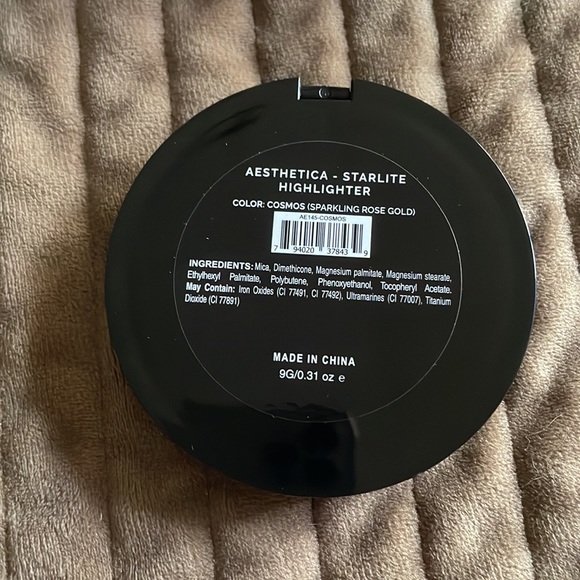 AESTHETICA - STARLITE
HIGHLIGHTER
COLOR: COSMOS (SPARKLING ROSE GOLD)
AE145-COSMOS
7 94020 37843 9
INGREDIENTS: Mica, Dimethicone, Magnesium palmitate, Magnesium stearate,
Ethylhexyl Palmitate, Polybutene, Phenoxyethanol, Tocopheryl Acetate.
May Contain: Iron Oxides (CI 77491, CI 77492), Ultramarines (CI 77007), Titanium
Dioxide (CI 77891)
MADE IN CHINA
9G/0.31 oz e